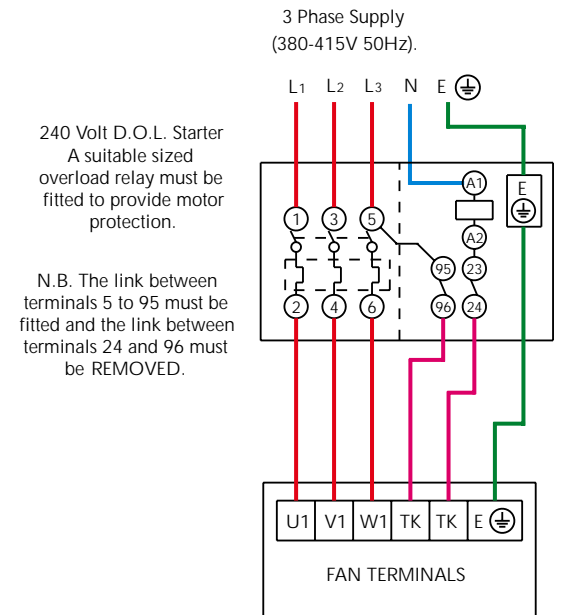 3 Phase Supply
(380-415V 50Hz).
L1 L2 L3 N E
240 Volt D.O.L. Starter
A suitable sized
overload relay must be
fitted to provide motor
protection.
N.B. The link between
terminals 5 to 95 must be
fitted and the link between
terminals 24 and 96 must
be REMOVED.
A1 E
1 3 5 A2
95 23
2 4 6 96 24
U1 V1 W1 TK TK E
FAN TERMINALS